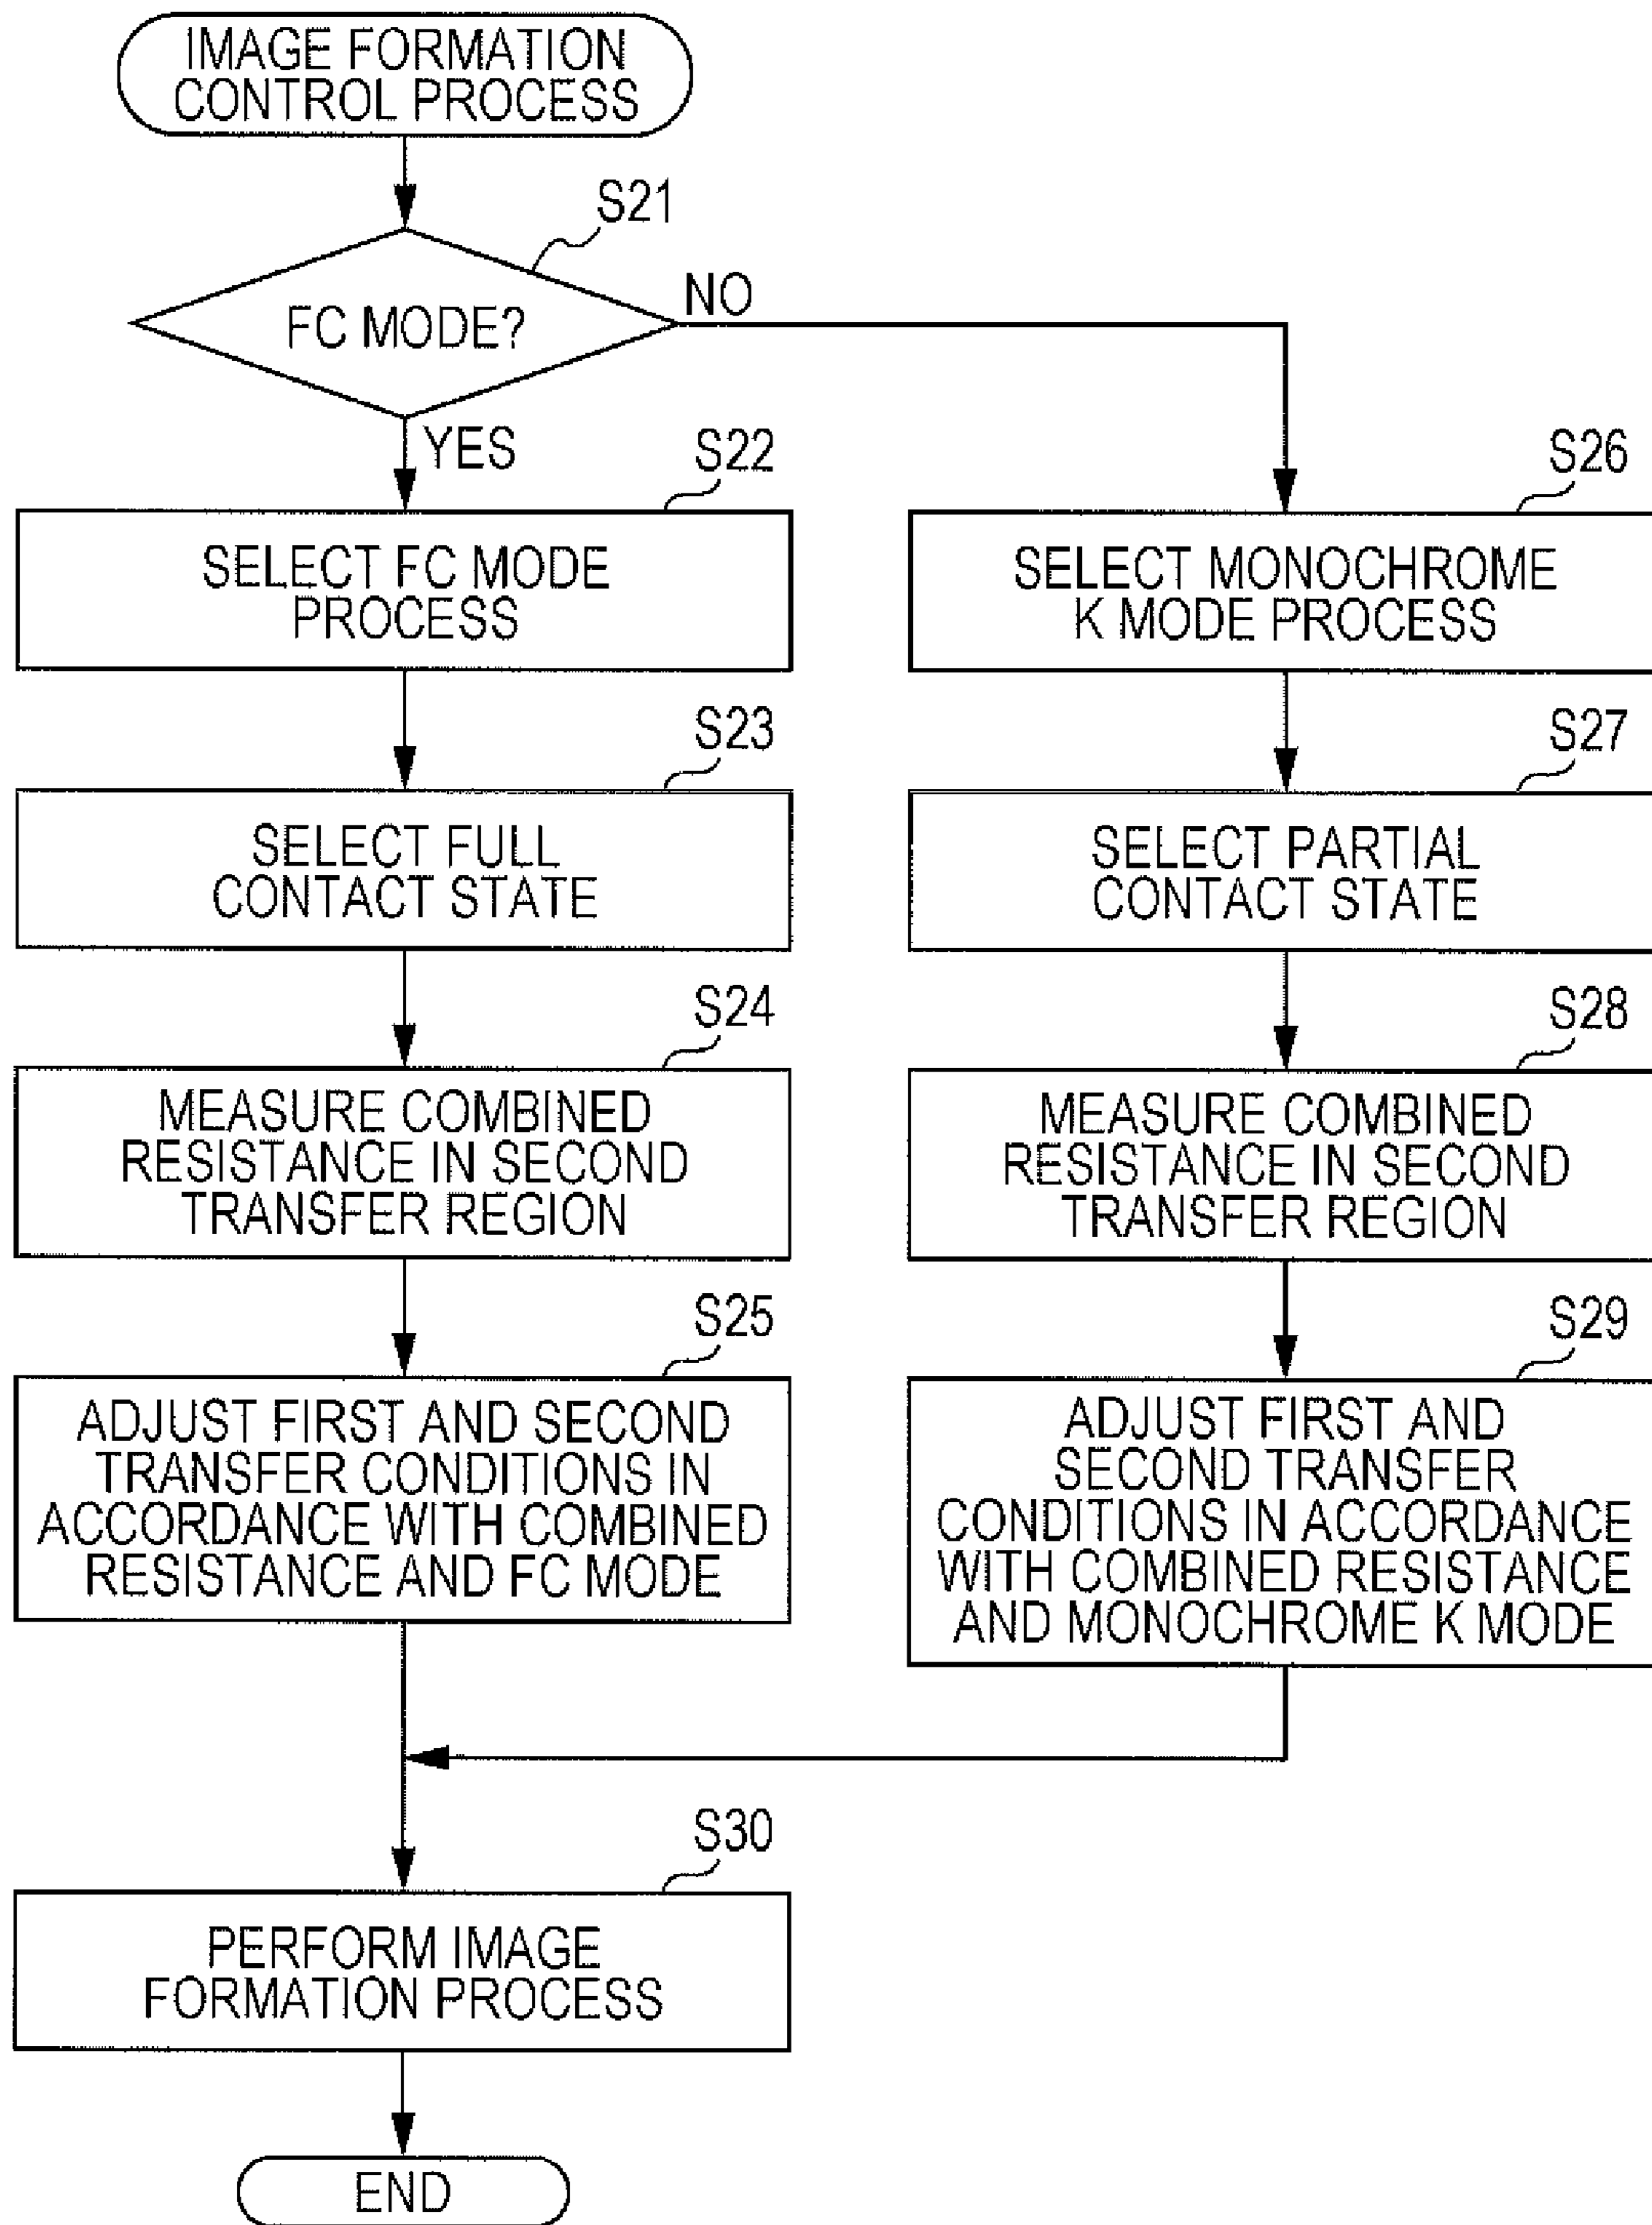 IMAGE FORMATION
CONTROL PROCESS
S21
FC MODE?
NO
YES
S22
SELECT FC MODE
PROCESS
S23
SELECT FULL
CONTACT STATE
S24
MEASURE COMBINED
RESISTANCE IN SECOND
TRANSFER REGION
S25
ADJUST FIRST AND SECOND
TRANSFER CONDITIONS IN
ACCORDANCE WITH COMBINED
RESISTANCE AND FC MODE
S26
SELECT MONOCHROME
K MODE PROCESS
S27
SELECT PARTIAL
CONTACT STATE
S28
MEASURE COMBINED
RESISTANCE IN SECOND
TRANSFER REGION
S29
ADJUST FIRST AND
SECOND TRANSFER
CONDITIONS IN ACCORDANCE
WITH COMBINED RESISTANCE
AND MONOCHROME K MODE
S30
PERFORM IMAGE
FORMATION PROCESS
END